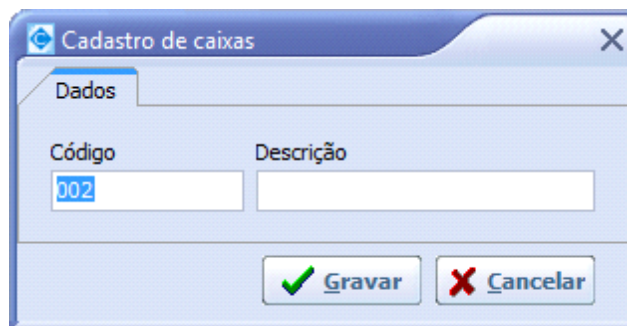 Cadastro de caixas
Dados
Código Descrição
002
Gravar Cancelar